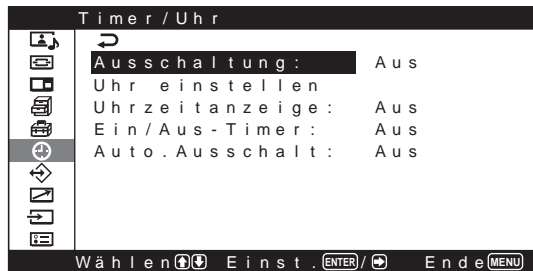 Timer/Uhr
Ausschaltung: Aus
Uhr einstellen
Uhrzeitanzeige: Aus
Ein/Aus-Timer: Aus
Auto.Ausschalt: Aus
Wählen Einst. ENTER/ Ende MENU